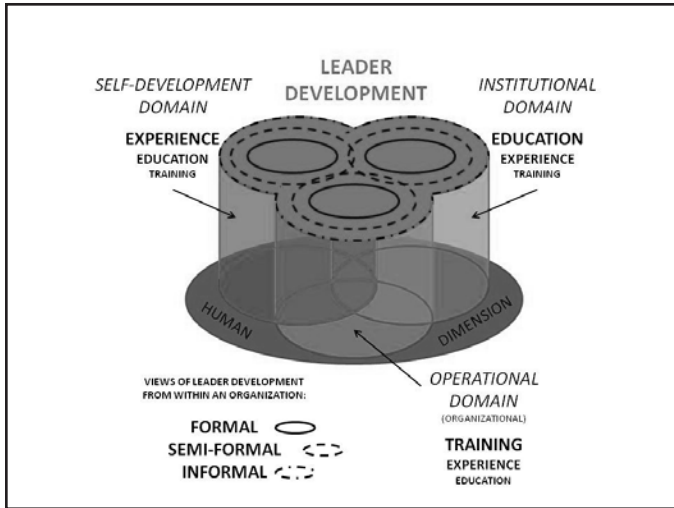 LEADER
DEVELOPMENT
SELF-DEVELOPMENT
DOMAIN
EXPERIENCE
EDUCATION
TRAINING
INSTITUTIONAL
DOMAIN
EDUCATION
EXPERIENCE
TRAINING
HUMAN
DIMENSION
OPERATIONAL
DOMAIN
(ORGANIZATIONAL)
TRAINING
EXPERIENCE
EDUCATION
VIEWS OF LEADER DEVELOPMENT
FROM WITHIN AN ORGANIZATION:
FORMAL
SEMI-FORMAL
INFORMAL